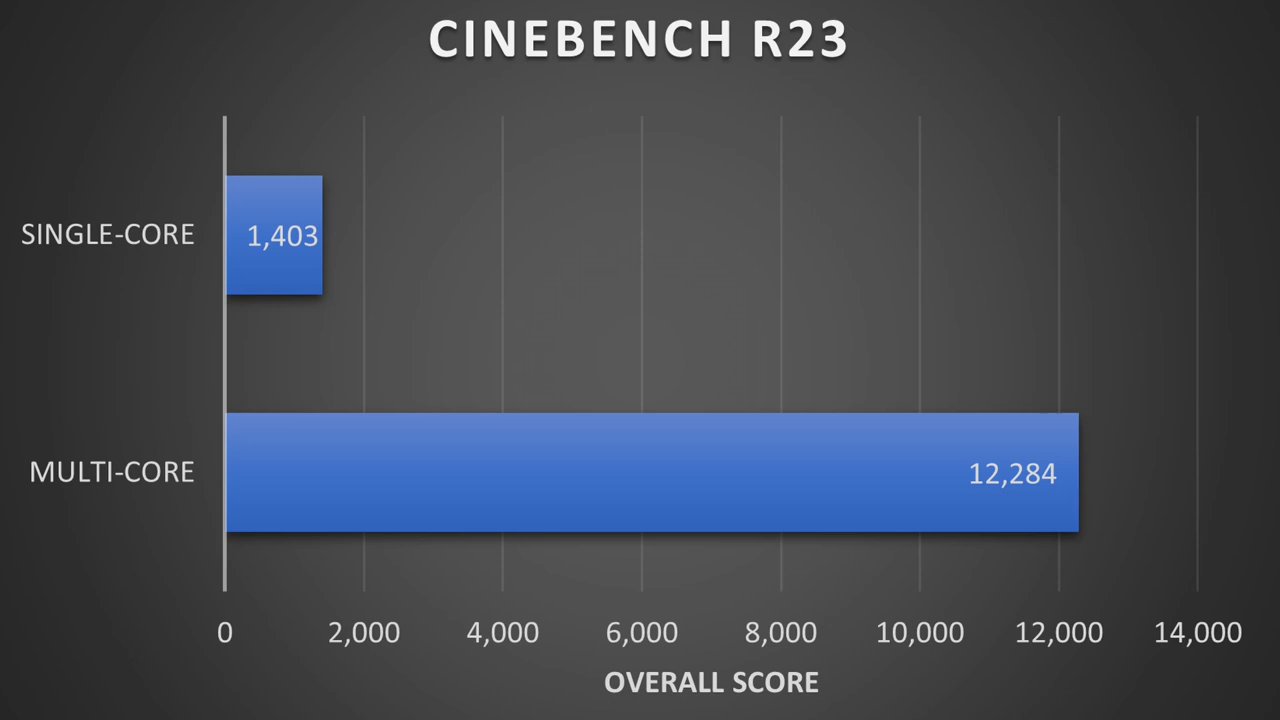 CINEBENCH R23
SINGLE-CORE
1,403
MULTI-CORE
12,284
0 2,000 4,000 6,000 8,000 10,000 12,000 14,000
OVERALL SCORE